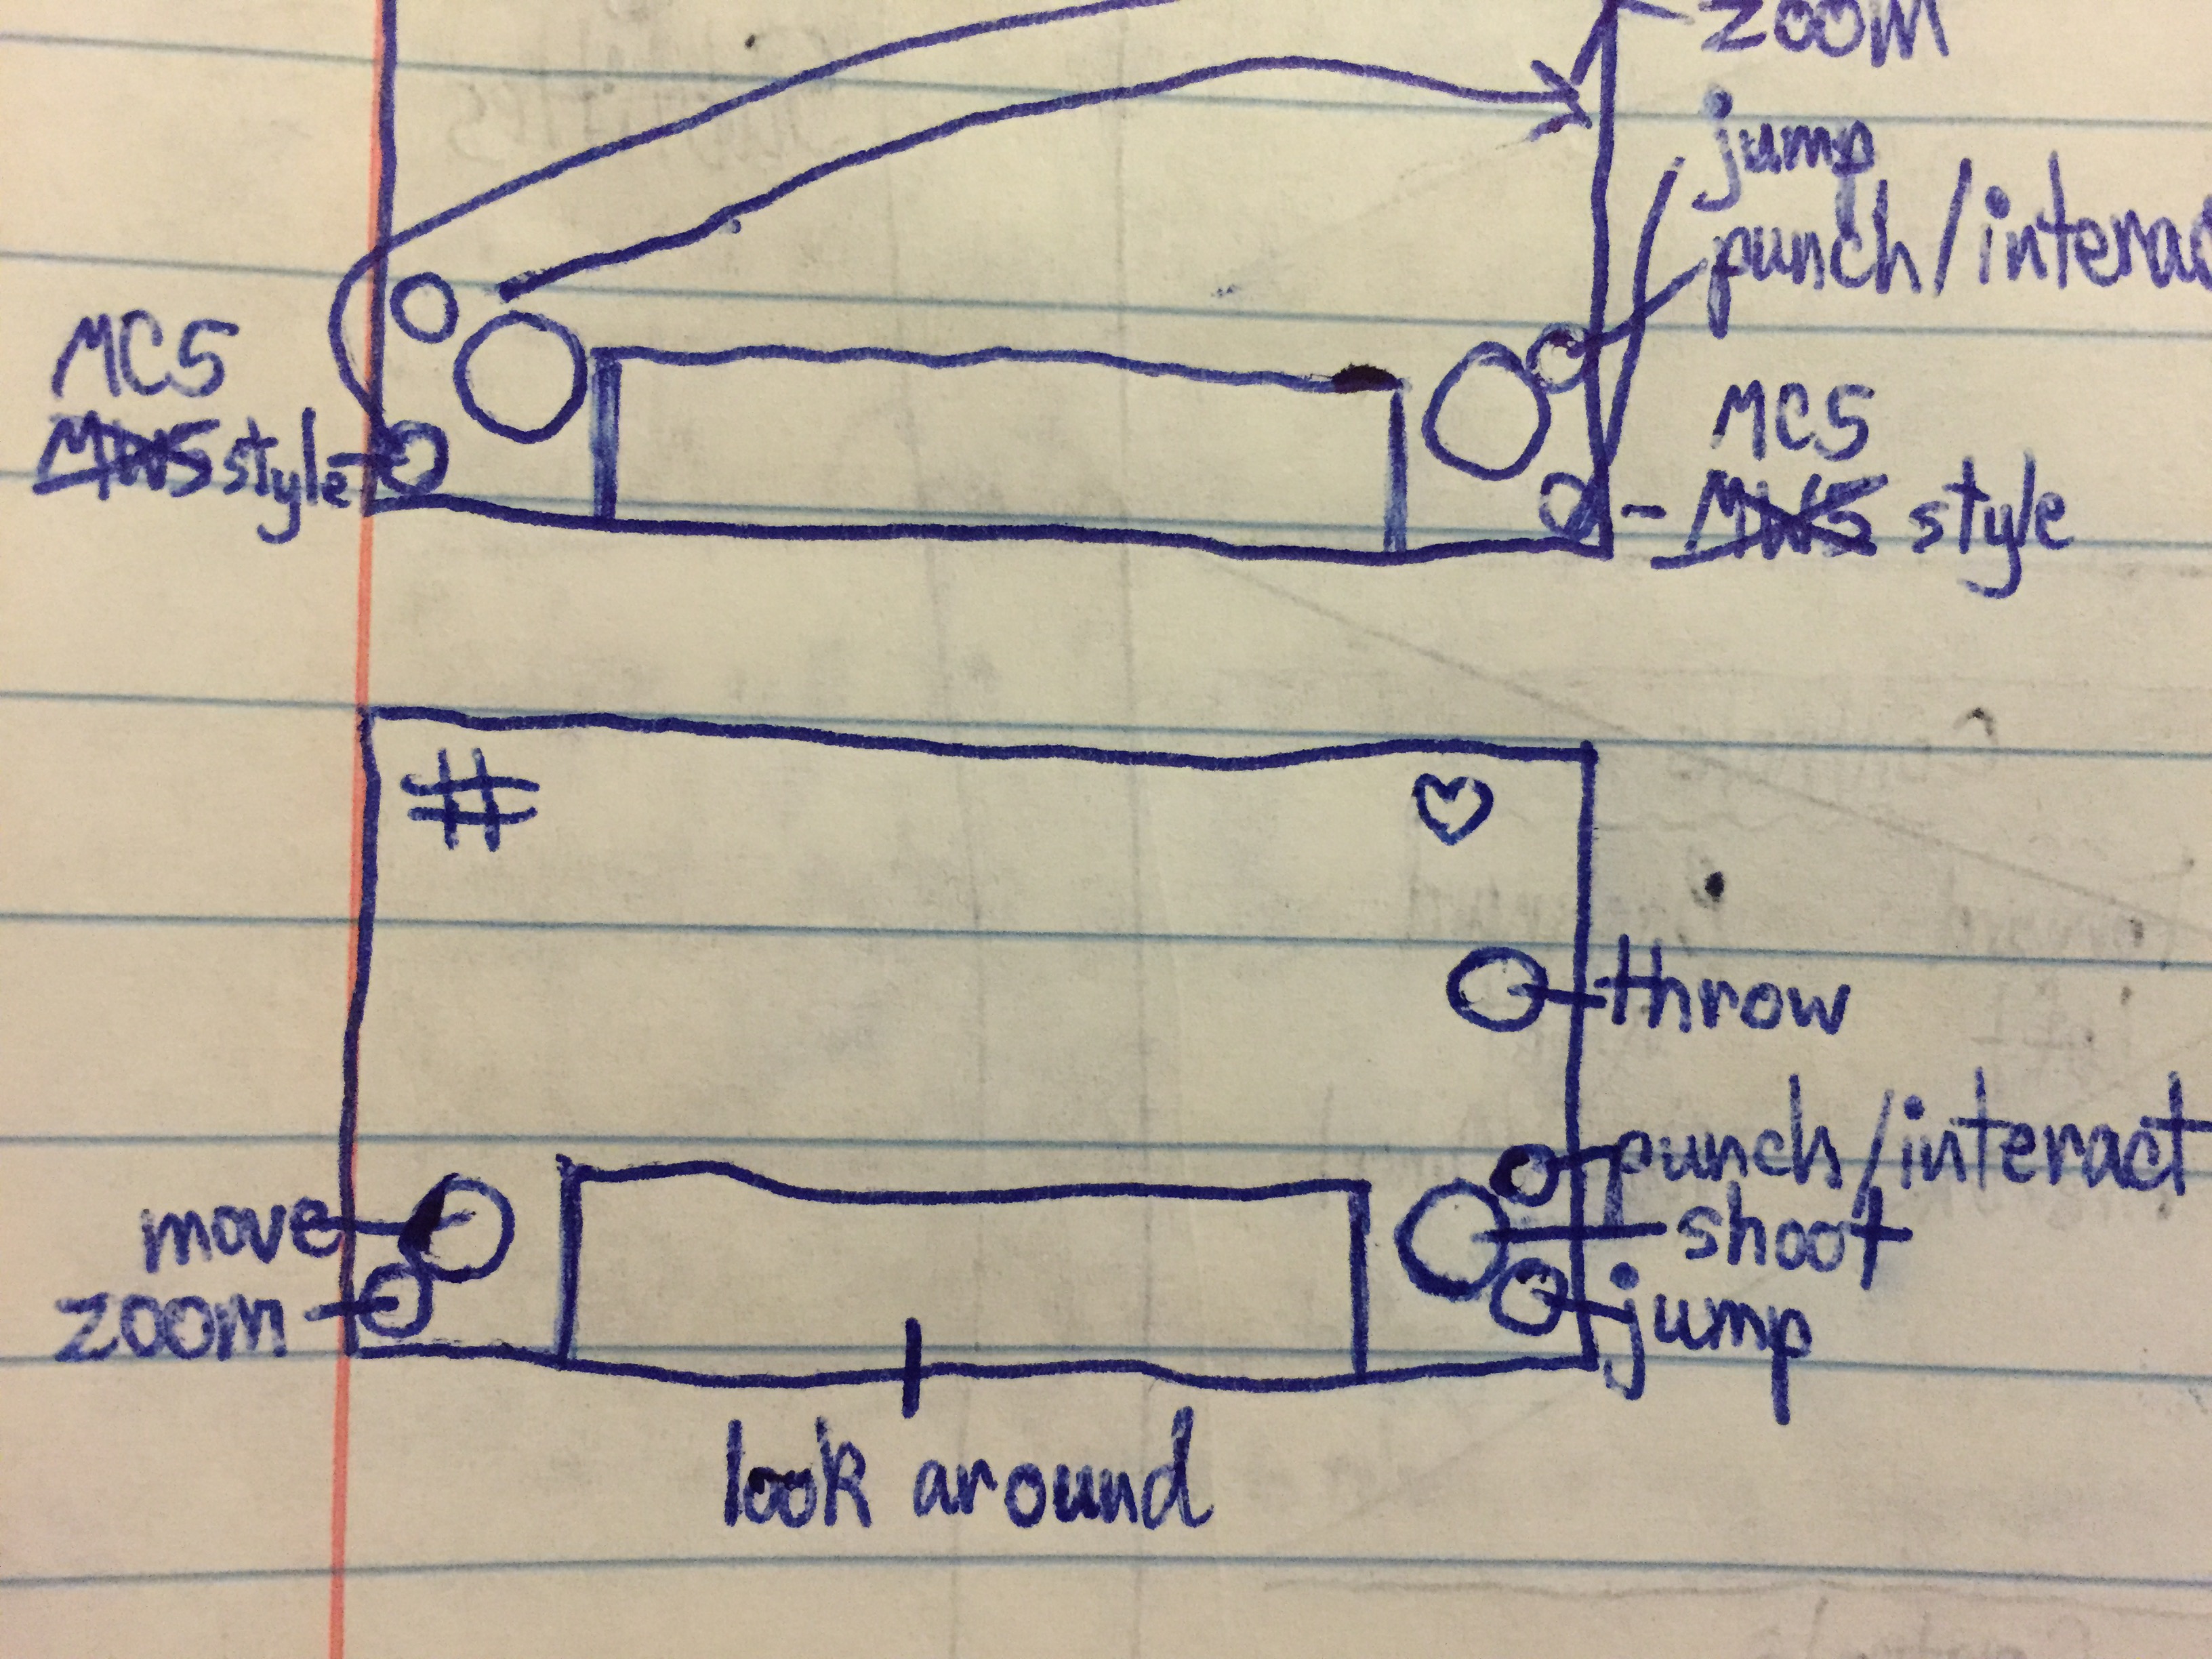 zoom
jump
punch/interac
MC5
MW5 style
MC5
MW5 style
#
throw
punch/interact
move
shoot
zoom
jump
look around